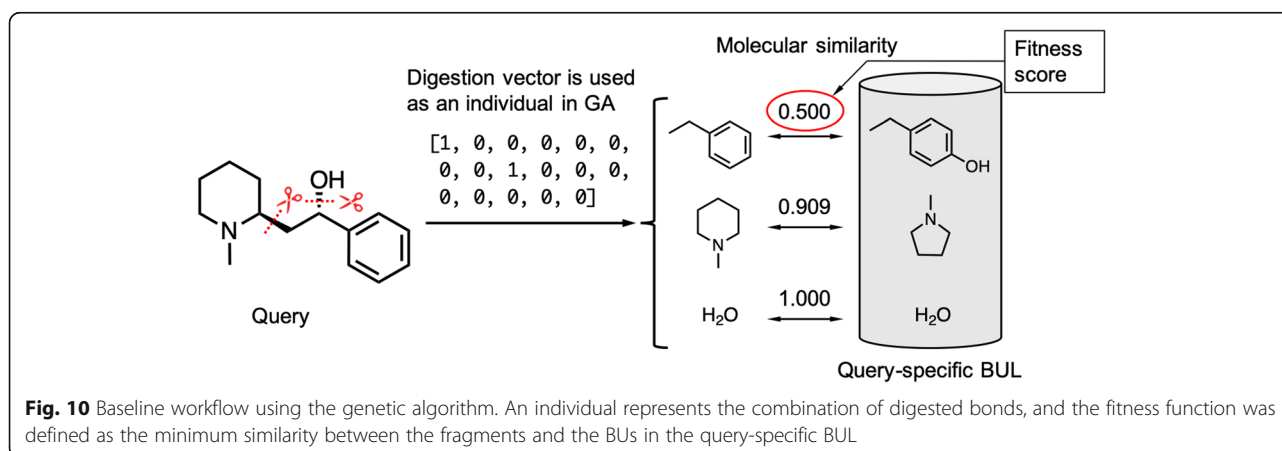 Molecular similarity
Fitness
score
Digestion vector is used
as an individual in GA
[1, 0, 0, 0, 0, 0,
0, 0, 1, 0, 0, 0,
0, 0, 0, 0, 0]
0.500
OH
OH
N
Query
0.909
N
N
H₂O
1.000
H₂O
Query-specific BUL
Fig. 10 Baseline workflow using the genetic algorithm. An individual represents the combination of digested bonds, and the fitness function was
defined as the minimum similarity between the fragments and the BUs in the query-specific BUL